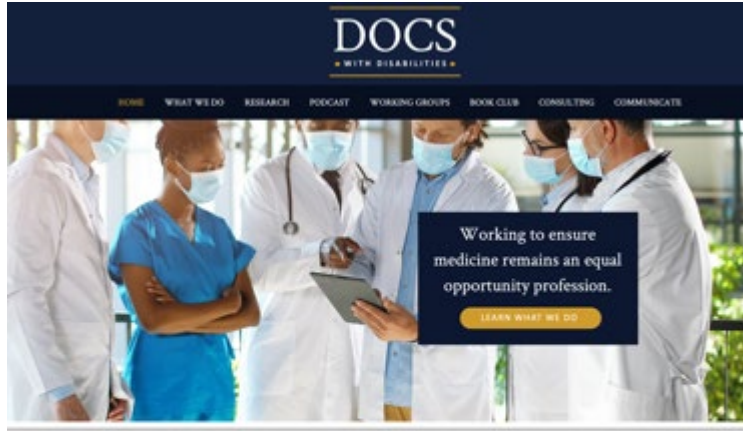 DOCS
WITH DISABILITIES
HOME WHAT WE DO RESEARCH PODCAST WORKING GROUPS BOOK CLUB CONSULTING COMMUNICATE
Working to ensure
medicine remains an equal
opportunity profession.
LEARN WHAT WE DO